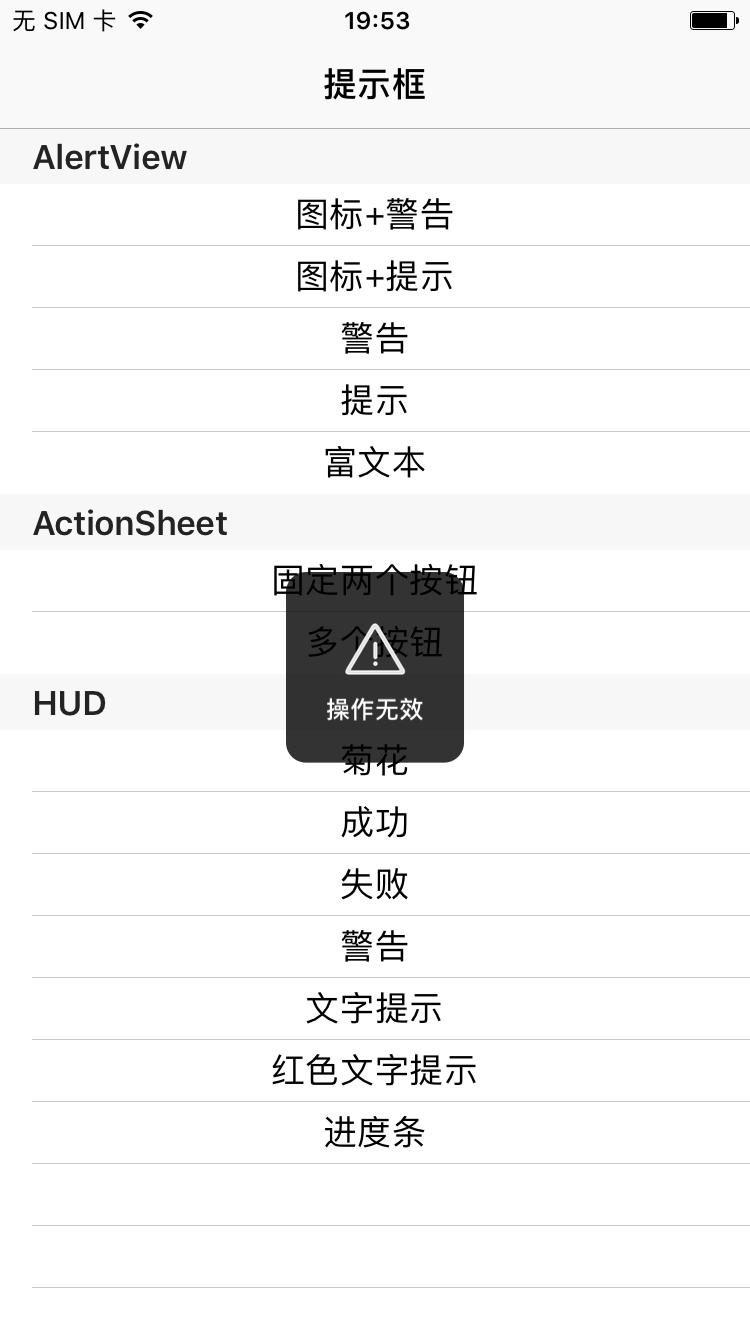 无 SIM 卡 19:53
提示框
AlertView
图标+警告
图标+提示
警告
提示
富文本
ActionSheet
固定两个按钮
多个按钮
操作无效
HUD
菊花
成功
失败
警告
文字提示
红色文字提示
进度条